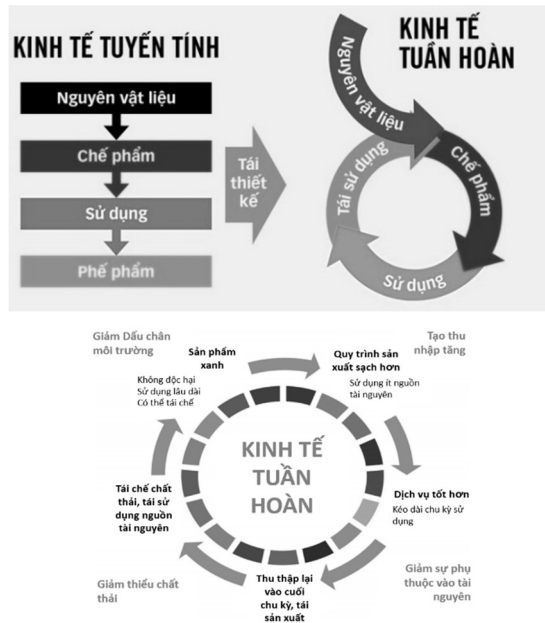 KINH TẾ TUYẾN TÍNH
Nguyên vật liệu
Chế phẩm
Sử dụng
Phế phẩm
Tái
thiết
kế
KINH TẾ
TUẦN HOÀN
Nguyên vật liệu
Chế phẩm
Sử dụng
Tái sử dụng
Giảm Dấu chân
môi trường
Sản phẩm
xanh
Không độc hại
Sử dụng lâu dài
Có thể tái chế
Quy trình sản
xuất sạch hơn
Sử dụng ít nguồn
tài nguyên
Tạo thu
nhập tăng
KINH TẾ
TUẦN
HOÀN
Dịch vụ tốt hơn
Kéo dài chu kỳ sử
dụng
Tái chế chất
thải, tái sử
dụng nguồn
tài nguyên
Giảm sự phụ
thuộc vào tài
nguyên
Thu thập lại
vào cuối
chu kỳ, tái
sản xuất
Giảm thiểu chất
thải